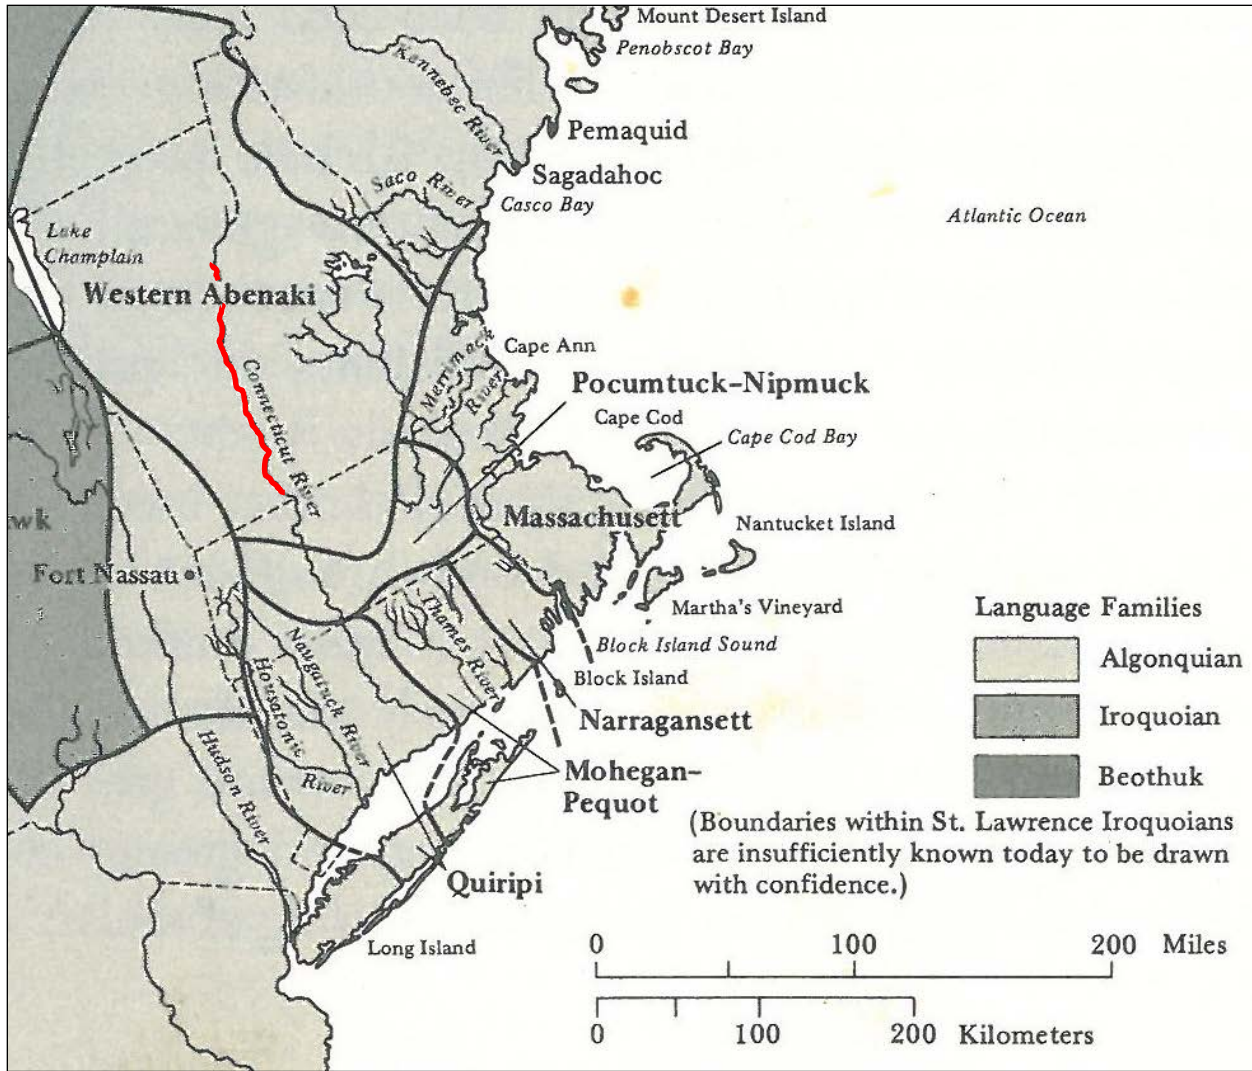 Mount Desert Island
Penobscot Bay
Kennebec River
Pemaquid
Sagadahoc
Saco River
Casco Bay
Atlantic Ocean
Lake
Champlain
Western Abenaki
Merrimack
River
Cape Ann
Connecticut River
Pocumtuck–Nipmuck
Cape Cod
Cape Cod Bay
Massachusett
Nantucket Island
wk
Fort Nassau
Martha's Vineyard
Thames River
Block Island Sound
Block Island
Naugatuck River
Housatonic
River
Narragansett
Hudson River
Mohegan–
Pequot
Quiripi
Long Island
Language Families
Algonquian
Iroquoian
Beothuk
(Boundaries within St. Lawrence Iroquoians
are insufficiently known today to be drawn
with confidence.)
0 100 200 Miles
0 100 200 Kilometers